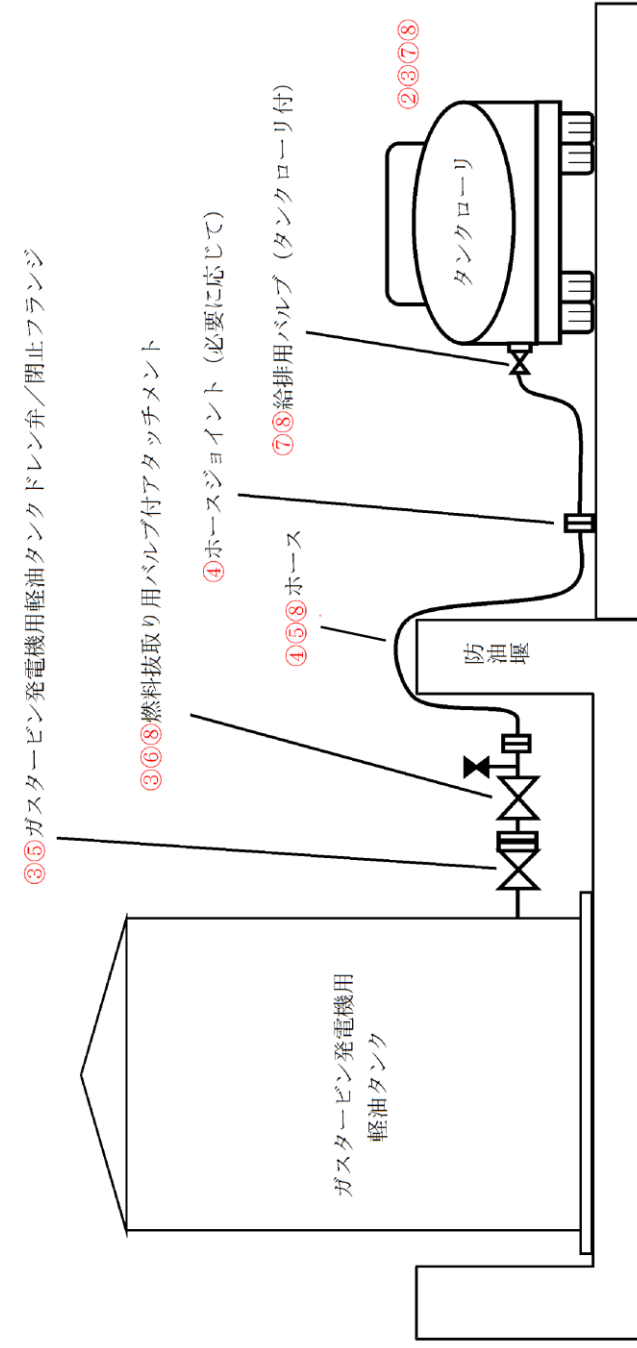 ③⑤ガスタービン発電機用軽油タンクドレン弁／閉止フランジ
③⑥⑧燃料抜取り用バルブ付アタッチメント
④ホースジョイント（必要に応じて）
⑦⑧給排用バルブ（タンクローリ付）
④⑤⑧ホース
②③⑦⑧
タンクローリ
防油堰
ガスタービン発電機用
軽油タンク